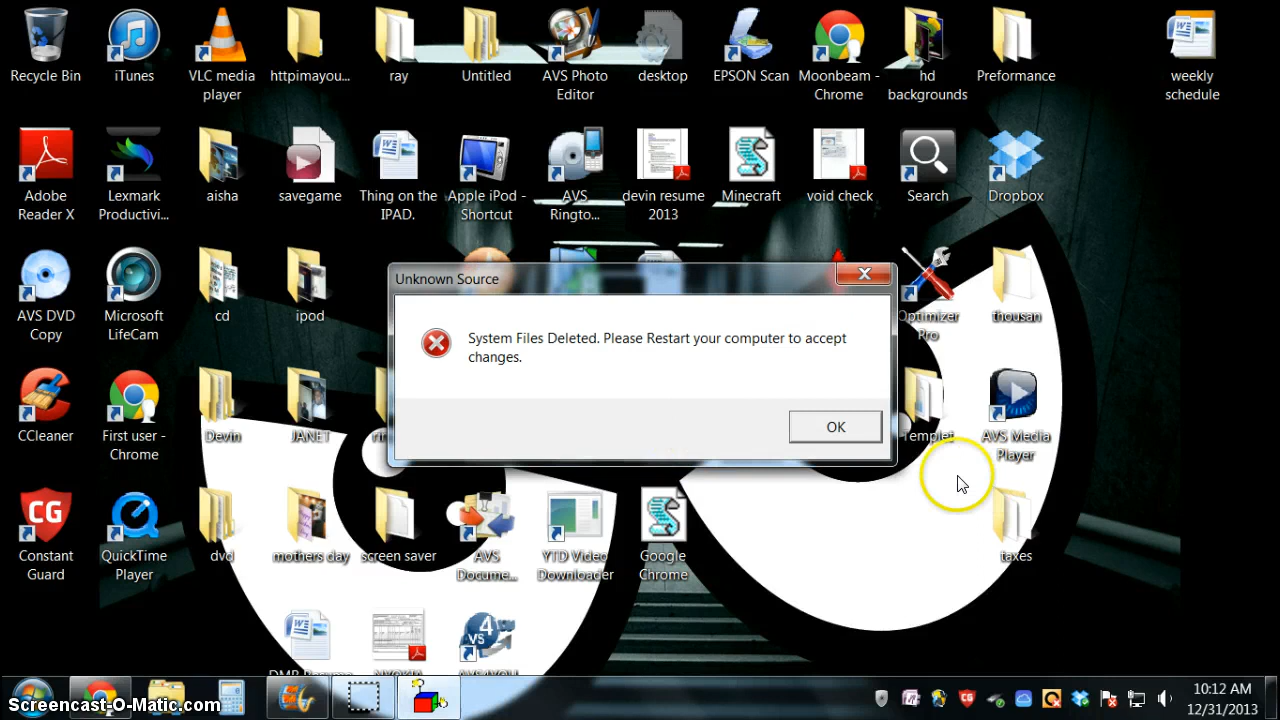 Recycle Bin
iTunes
VLC media
player
httpimayou...
ray
Untitled
AVS Photo
Editor
desktop
EPSON Scan
Moonbeam -
Chrome
hd
backgrounds
Preformance
weekly
schedule
Adobe
Reader X
Lexmark
Productivi...
aisha
savegame
Thing on the
IPAD.
Apple iPod -
Shortcut
AVS
Ringto...
devin resume
2013
Minecraft
void check
Search
Dropbox
AVS DVD
Copy
Microsoft
LifeCam
cd
ipod
Unknown Source
System Files Deleted. Please Restart your computer to accept
changes.
OK
Optimizer
Pro
thousan
CCleaner
First user -
Chrome
Devin
JANET
Templet
AVS Media
Player
CG
Constant
Guard
QuickTime
Player
dvd
mothers day
screen saver
AVS
Docume...
YTD Video
Downloader
Google
Chrome
taxes
Screencast-O-Matic.com
10:12 AM
12/31/2013